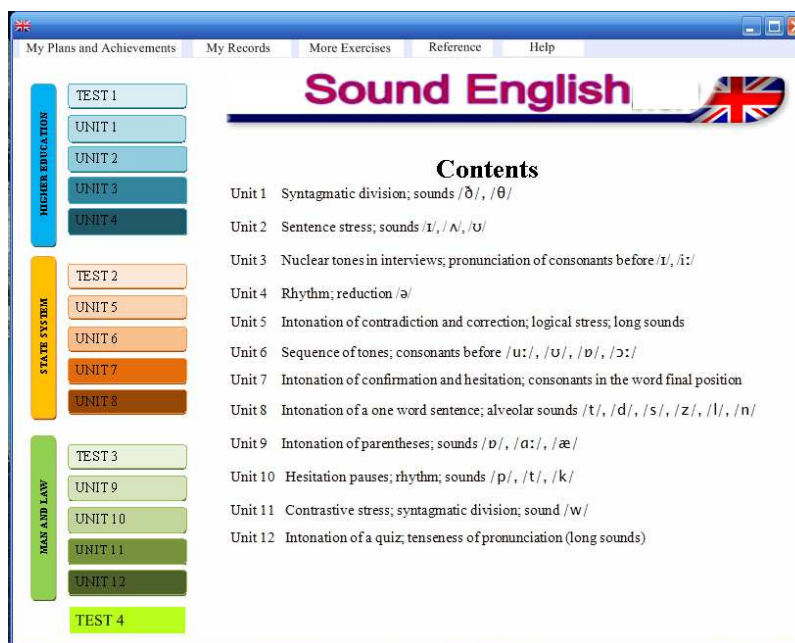 My Plans and Achievements My Records More Exercises Reference Help
Sound English
HIGHER EDUCATION
TEST 1
UNIT 1
UNIT 2
UNIT 3
UNIT 4
STATE SYSTEM
TEST 2
UNIT 5
UNIT 6
UNIT 7
UNIT 8
MAN AND LAW
TEST 3
UNIT 9
UNIT 10
UNIT 11
UNIT 12
TEST 4
Contents
Unit 1 Syntagmatic division; sounds /ð/, /θ/
Unit 2 Sentence stress; sounds /ɪ/, /ʌ/, /ʊ/
Unit 3 Nuclear tones in interviews; pronunciation of consonants before /ɪ/, /iː/
Unit 4 Rhythm; reduction /ə/
Unit 5 Intonation of contradiction and correction; logical stress; long sounds
Unit 6 Sequence of tones; consonants before /uː/, /ʊ/, /ɒ/, /ɔː/
Unit 7 Intonation of confirmation and hesitation; consonants in the word final position
Unit 8 Intonation of a one word sentence; alveolar sounds /t/, /d/, /s/, /z/, /l/, /n/
Unit 9 Intonation of parentheses; sounds /ɒ/, /ɑː/, /æ/
Unit 10 Hesitation pauses; rhythm; sounds /p/, /t/, /k/
Unit 11 Contrastive stress; syntagmatic division; sound /w/
Unit 12 Intonation of a quiz; tenseness of pronunciation (long sounds)